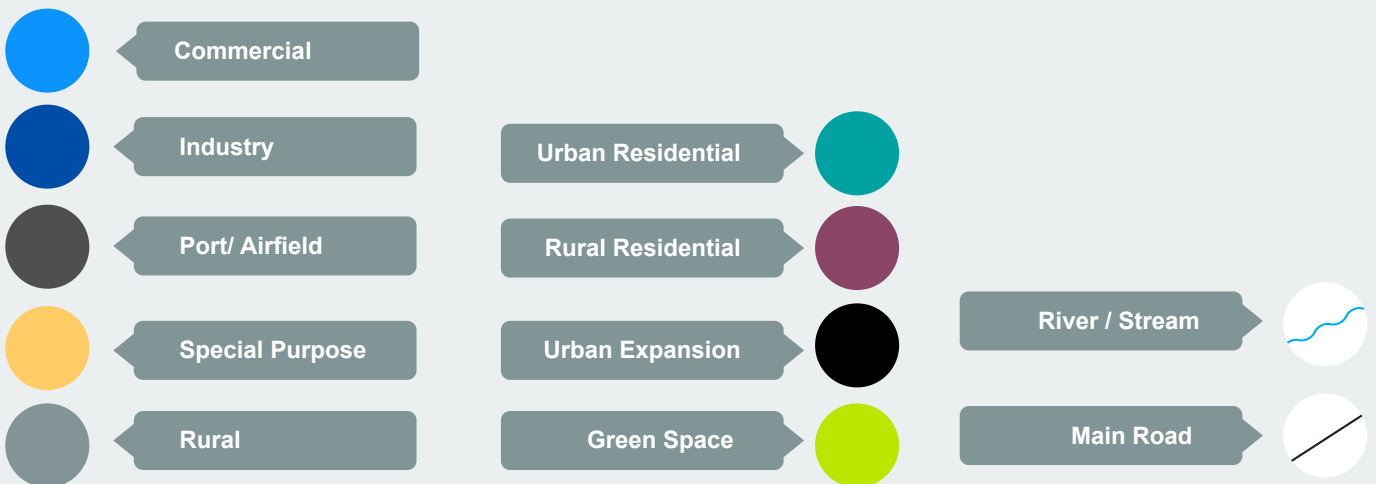 Commercial
Industry
Port/ Airfield
Special Purpose
Rural
Urban Residential
Rural Residential
Urban Expansion
Green Space
River / Stream
Main Road